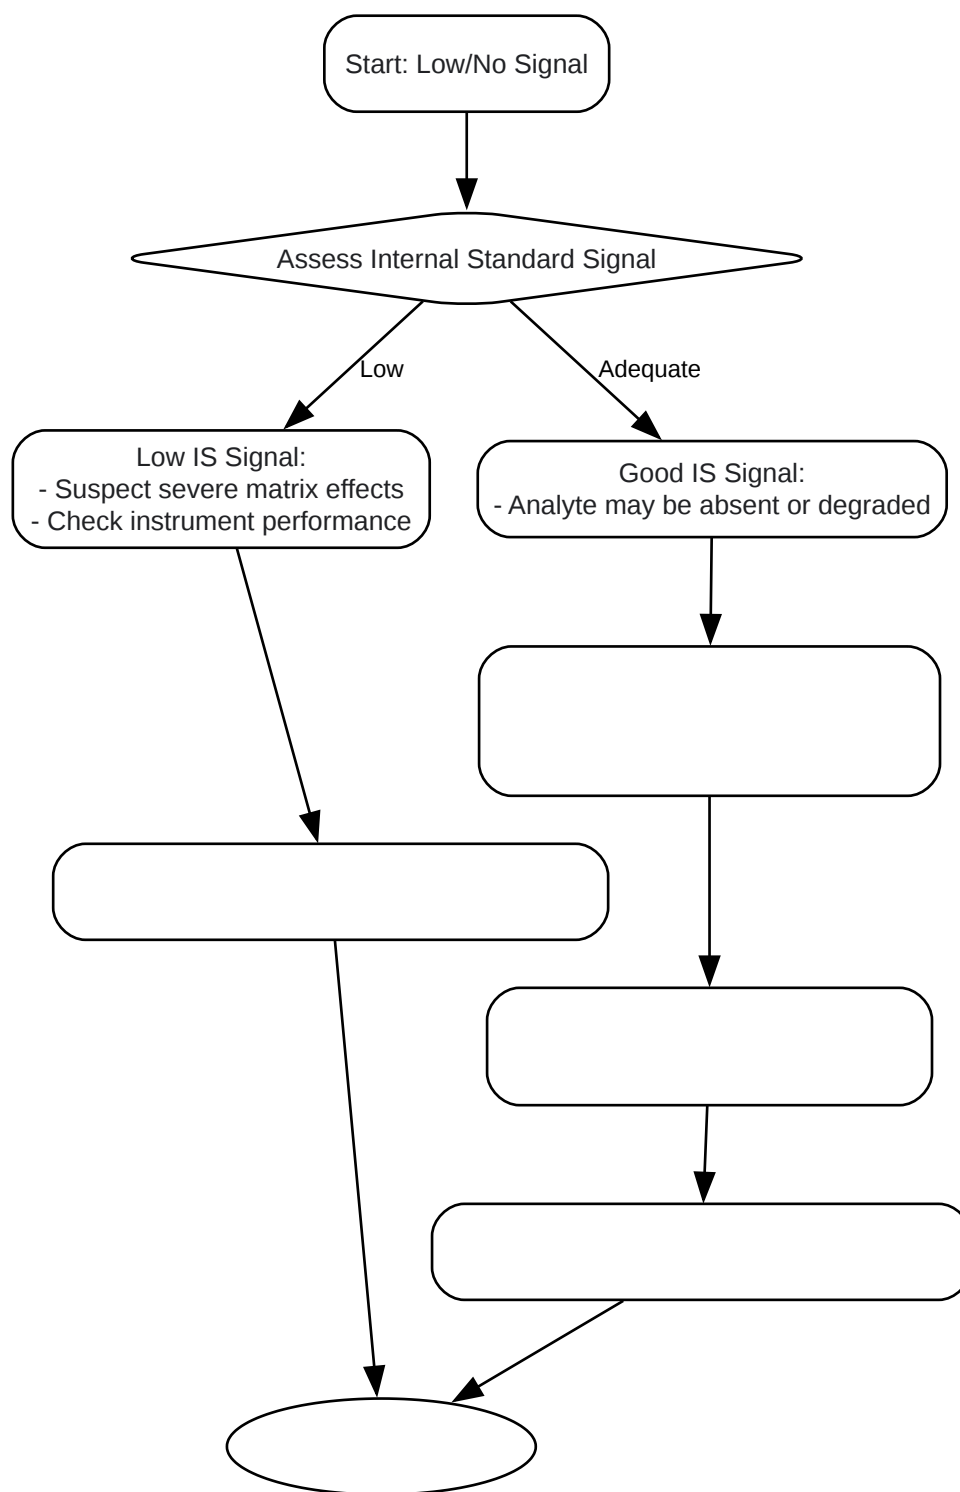 Start: Low/No Signal
Assess Internal Standard Signal
Low
Adequate
Low IS Signal:
- Suspect severe matrix effects
- Check instrument performance
Good IS Signal:
- Analyte may be absent or degraded